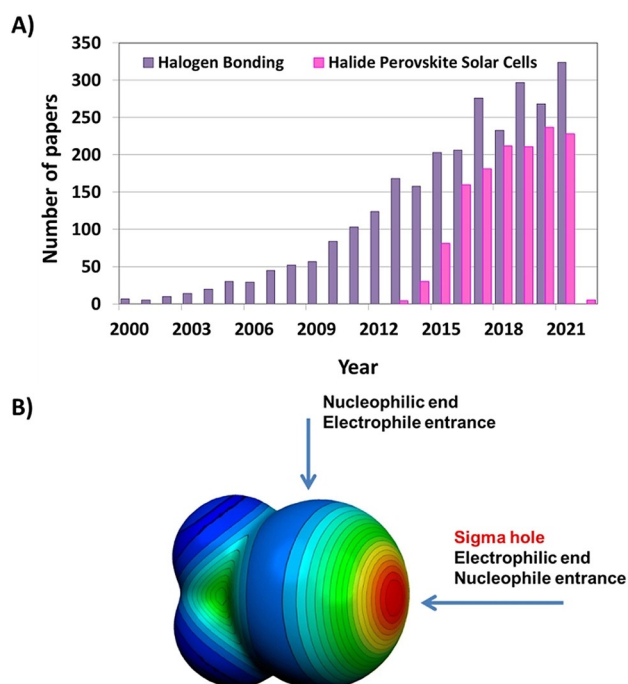 A)
350
300
250
200
150
100
50
0
Number of papers
Halogen Bonding
Halide Perovskite Solar Cells
2000 2003 2006 2009 2012 2015 2018 2021
Year
B)
Nucleophilic end
Electrophile entrance
Sigma hole
Electrophilic end
Nucleophile entrance